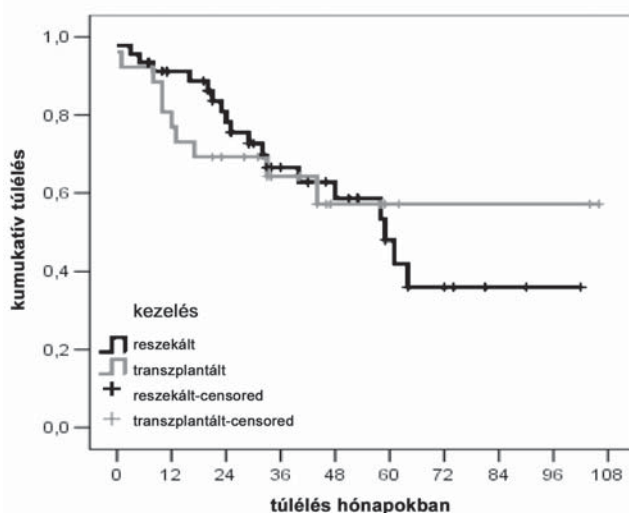 1,0
0,8
0,6
0,4
0,2
0,0
kumukatív túlélés
kezelés
reszekált
transzplantált
reszekált-censored
transzplantált-censored
0 12 24 36 48 60 72 84 96 108
túlélés hónapokban